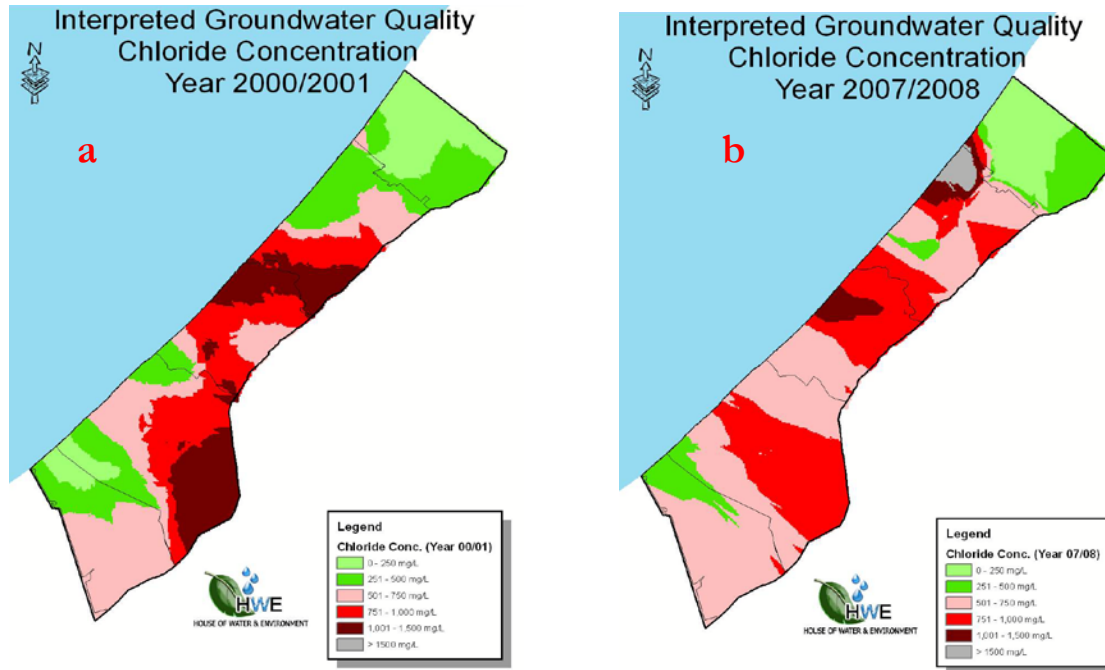 Interpreted Groundwater Quality
Chloride Concentration
Year 2000/2001
N
a
Legend
Chloride Conc. (Year 00/01)
0 - 250 mg/L
251 - 500 mg/L
501 - 750 mg/L
751 - 1,000 mg/L
1,001 - 1,500 mg/L
> 1500 mg/L
HWE
HOUSE OF WATER & ENVIRONMENT
Interpreted Groundwater Quality
Chloride Concentration
Year 2007/2008
N
b
Legend
Chloride Conc. (Year 07/08)
0 - 250 mg/L
251 - 500 mg/L
501 - 750 mg/L
751 - 1,000 mg/L
1,001 - 1,500 mg/L
> 1500 mg/L
HWE
HOUSE OF WATER & ENVIRONMENT